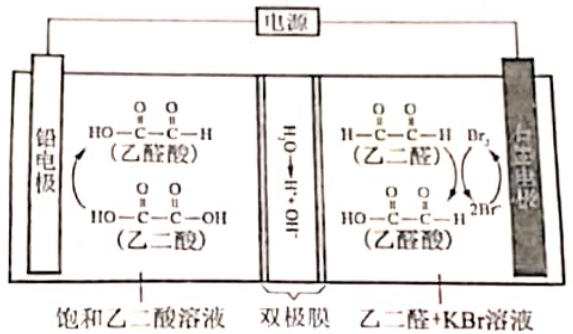 电源
铅电极
O O
HO-C-C-H
(乙醛酸)
O O
HO-C-C-OH
(乙二酸)
H₂O→H⁺+OH⁻
O O
H-C-C-H
(乙二醛)
Br₂
2Br⁻
O O
HO-C-C-H
(乙醛酸)
电极
饱和乙二酸溶液
双极膜
乙二醛+KBr溶液